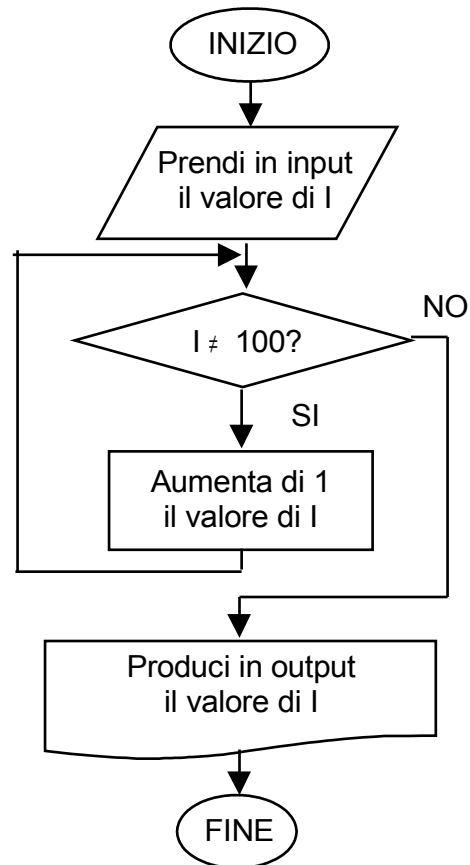 INIZIO
Prendi in input
il valore di I
I ≠ 100?
NO
SI
Aumenta di 1
il valore di I
Produci in output
il valore di I
FINE